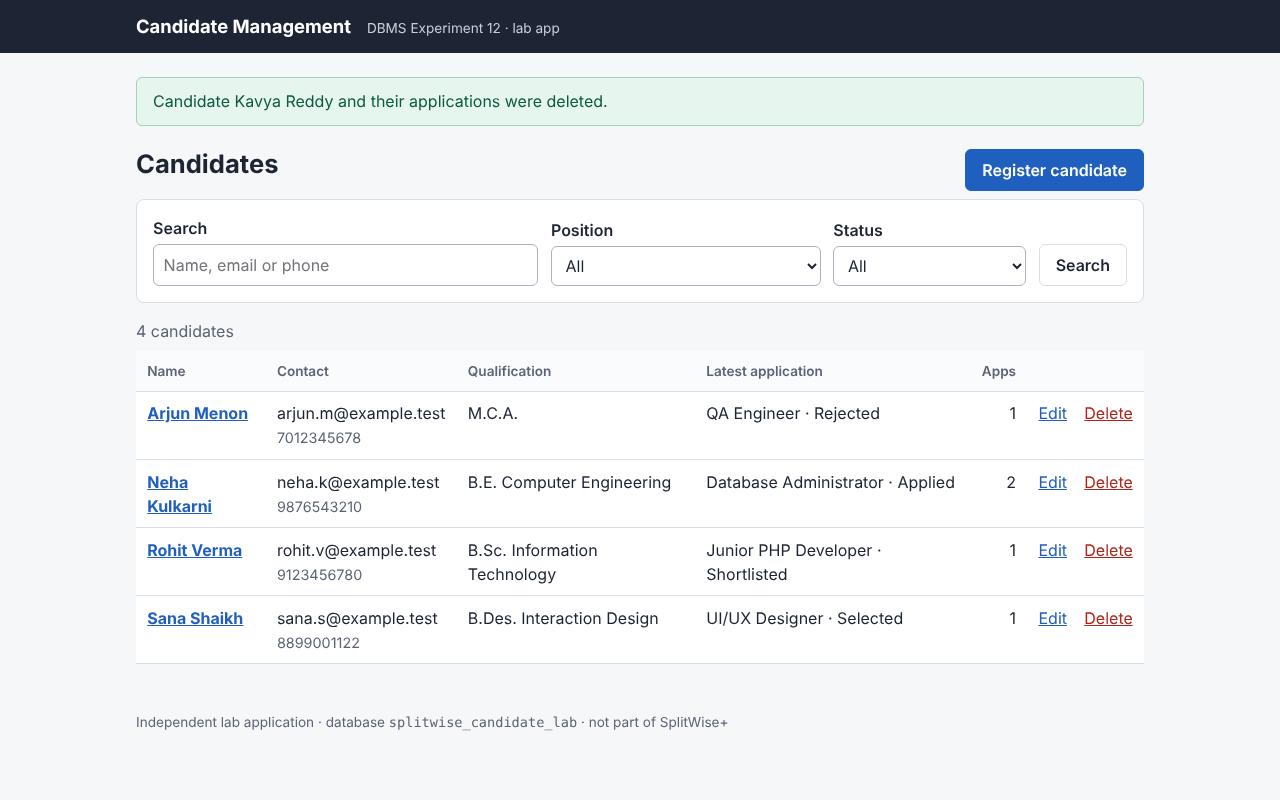 Candidate Management DBMS Experiment 12 · lab app
Candidate Kavya Reddy and their applications were deleted.
Candidates
Register candidate
Search Position Status
Name, email or phone All All Search
4 candidates
Name Contact Qualification Latest application Apps
Arjun Menon arjun.m@example.test M.C.A. QA Engineer · Rejected 1 Edit Delete
7012345678
Neha neha.k@example.test B.E. Computer Engineering Database Administrator · Applied 2 Edit Delete
Kulkarni 9876543210
Rohit Verma rohit.v@example.test B.Sc. Information Junior PHP Developer · 1 Edit Delete
9123456780 Technology Shortlisted
Sana Shaikh sana.s@example.test B.Des. Interaction Design UI/UX Designer · Selected 1 Edit Delete
8899001122
Independent lab application · database splitwise_candidate_lab · not part of SplitWise+